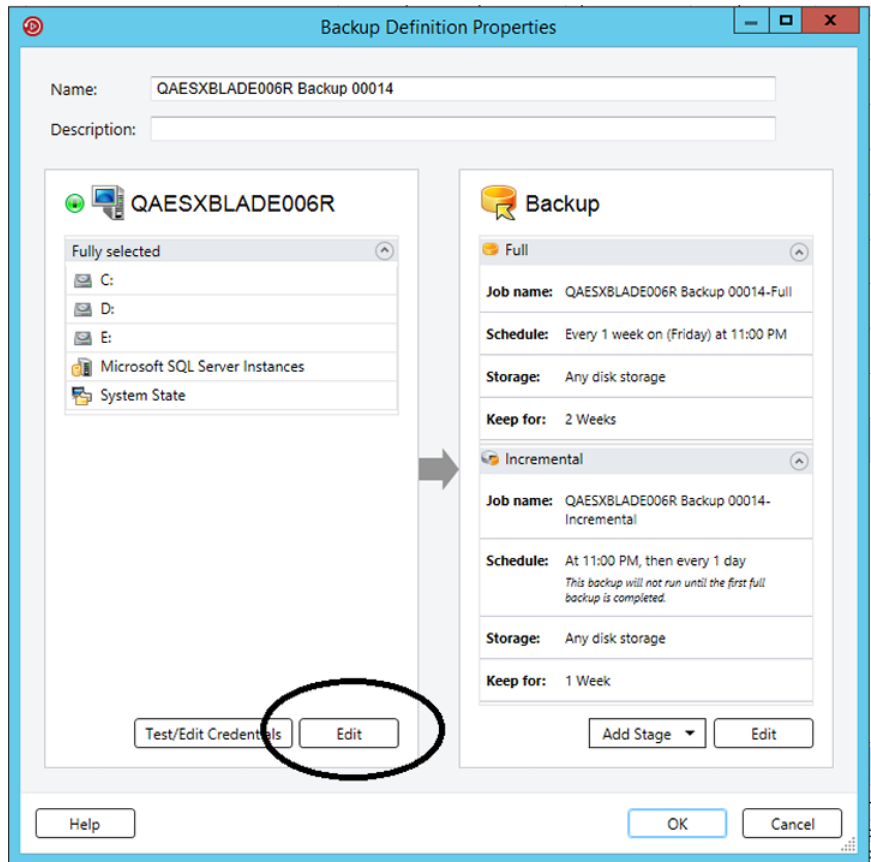 Backup Definition Properties
Name: QAESXBLADE006R Backup 00014
Description:
QAESXBLADE006R
Fully selected
C:
D:
E:
Microsoft SQL Server Instances
System State
Test/Edit Credentials
Edit
Backup
Full
Job name: QAESXBLADE006R Backup 00014-Full
Schedule: Every 1 week on (Friday) at 11:00 PM
Storage: Any disk storage
Keep for: 2 Weeks
Incremental
Job name: QAESXBLADE006R Backup 00014-
Incremental
Schedule: At 11:00 PM, then every 1 day
This backup will not run until the first full
backup is completed.
Storage: Any disk storage
Keep for: 1 Week
Add Stage
Edit
Help
OK
Cancel